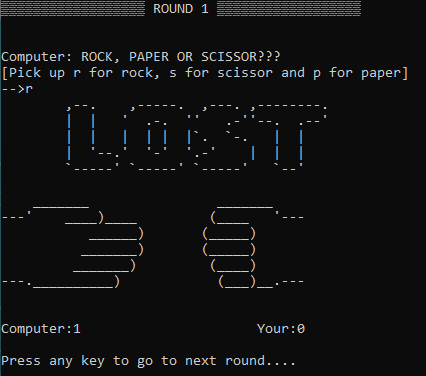 ROUND 1
Computer: ROCK, PAPER OR SCISSOR???
[Pick up r for rock, s for scissor and p for paper]
-->r
LOST
Computer:1 Your:0
Press any key to go to next round....